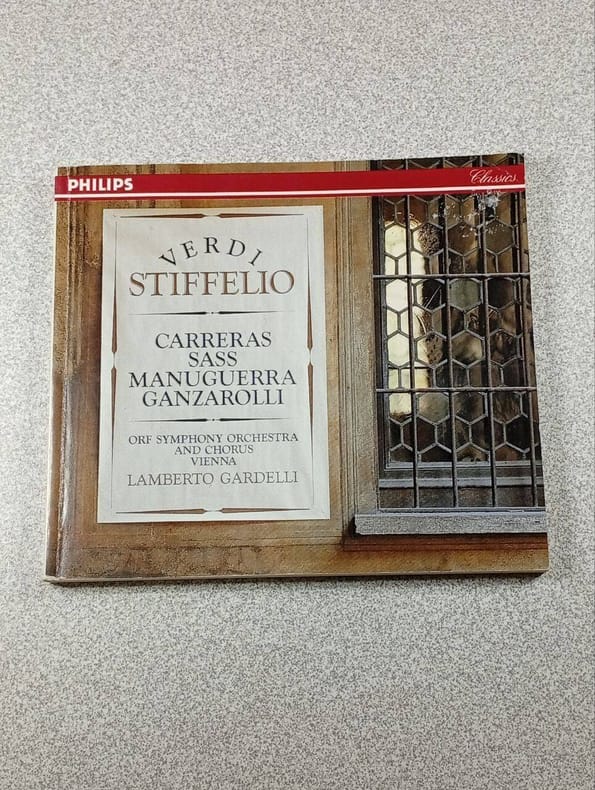 PHILIPS
Classics
VERDI
STIFFELIO
CARRERAS
SASS
MANUGUERRA
GANZAROLLI
ORF SYMPHONY ORCHESTRA
AND CHORUS
VIENNA
LAMBERTO GARDELLI